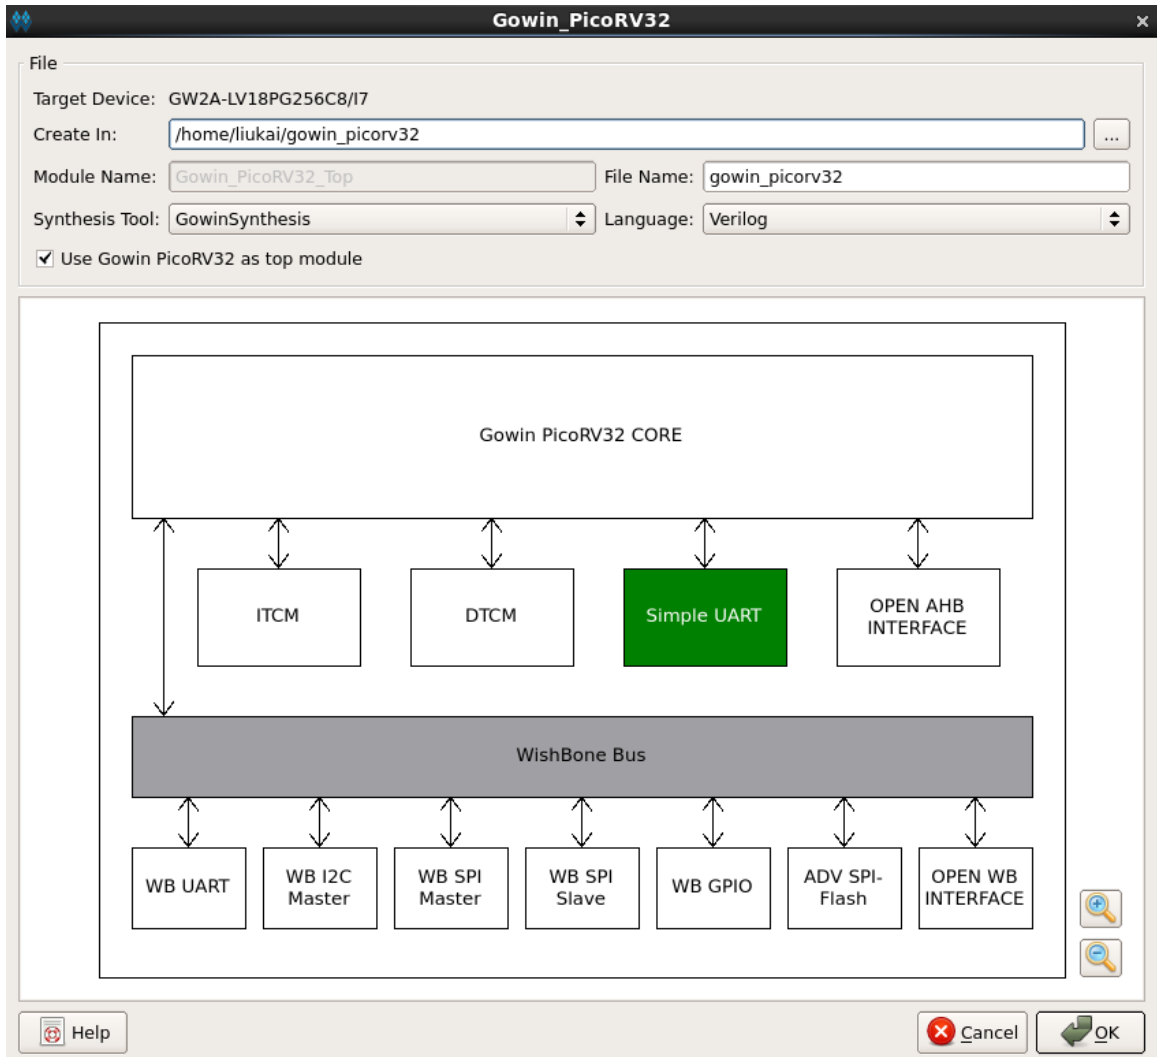 Gowin_PicoRV32
File
Target Device: GW2A-LV18PG256C8/I7
Create In: /home/liukai/gowin_picorv32 ...
Module Name: Gowin_PicoRV32_Top File Name: gowin_picorv32
Synthesis Tool: GowinSynthesis Language: Verilog
Use Gowin PicoRV32 as top module
Gowin PicoRV32 CORE
ITCM
DTCM
Simple UART
OPEN AHB
INTERFACE
WishBone Bus
WB UART
WB I2C
Master
WB SPI
Master
WB SPI
Slave
WB GPIO
ADV SPI-
Flash
OPEN WB
INTERFACE
Help Cancel OK